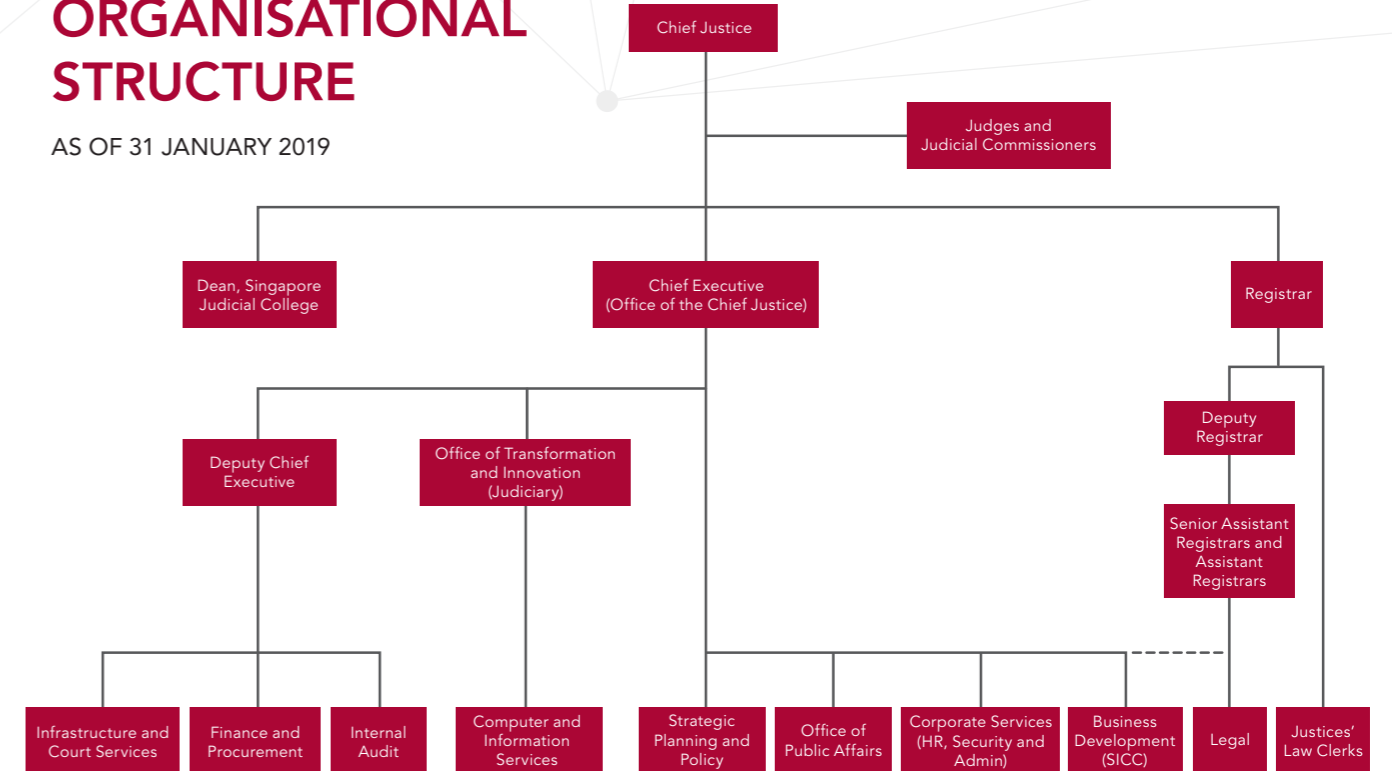 ORGANISATIONAL
STRUCTURE
AS OF 31 JANUARY 2019
Chief Justice
Judges and
Judicial Commissioners
Dean, Singapore
Judicial College
Chief Executive
(Office of the Chief Justice)
Registrar
Deputy Chief
Executive
Office of Transformation
and Innovation
(Judiciary)
Deputy
Registrar
Senior Assistant
Registrars and
Assistant
Registrars
Infrastructure and
Court Services
Finance and
Procurement
Internal
Audit
Computer and
Information
Services
Strategic
Planning and
Policy
Office of
Public Affairs
Corporate Services
(HR, Security and
Admin)
Business
Development
(SICC)
Legal
Justices'
Law Clerks